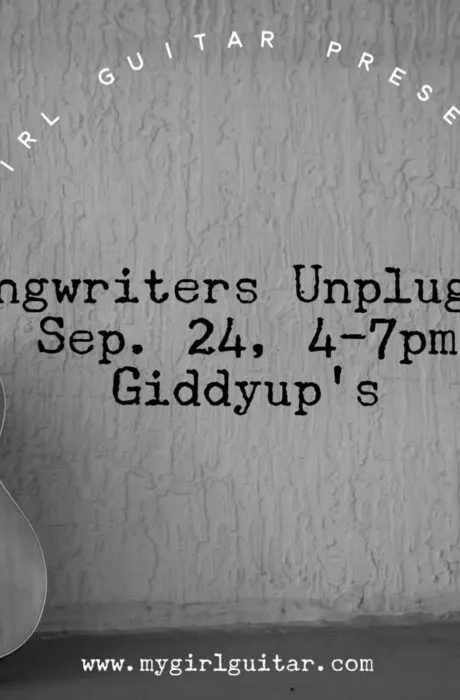 IRL GUITAR PRESE
ngwriters Unplug
Sep. 24, 4-7pm
Giddyup's
www.mygirlguitar.com